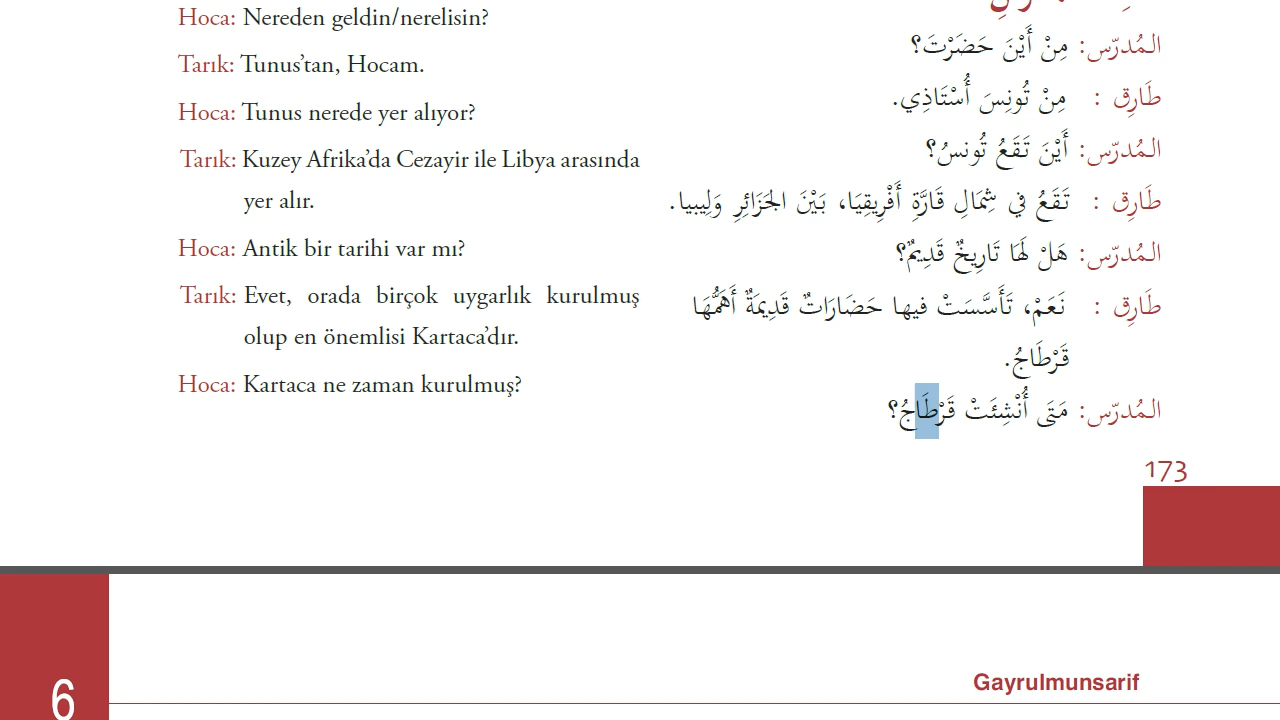 Hoca: Nereden geldin/nerelisin?
Tarık: Tunus'tan, Hocam.
Hoca: Tunus nerede yer alıyor?
Tarık: Kuzey Afrika'da Cezayir ile Libya arasında
yer alır.
Hoca: Antik bir tarihi var mı?
Tarık: Evet, orada birçok uygarlık kurulmuş
olup en önemlisi Kartaca'dır.
Hoca: Kartaca ne zaman kurulmuş?
المُدرّس: مِنْ أَيْنَ حَضَرْتَ؟
طَارِق : مِنْ تُونِسَ أُسْتَاذِي.
المُدرّس: أَيْنَ تَقَعُ تُونسُ؟
طَارِق : تَقَعُ في شِمَالِ قَارَّةِ أَفْرِيقِيَا، بَيْنَ الجَزَائِرِ وَلِيبيا.
المُدرّس: هَلْ لَهَا تَارِيخٌ قَدِيمٌ؟
طَارِق : نَعَمْ، تَأَسَّسَتْ فيها حَضَارَاتٌ قَدِيمَةٌ أَهَمُّهَا
قَرْطَاجُ.
المُدرّس: مَتَى أُنْشِئَتْ قَرْطَاجُ؟
173
6
Gayrulmunsarif